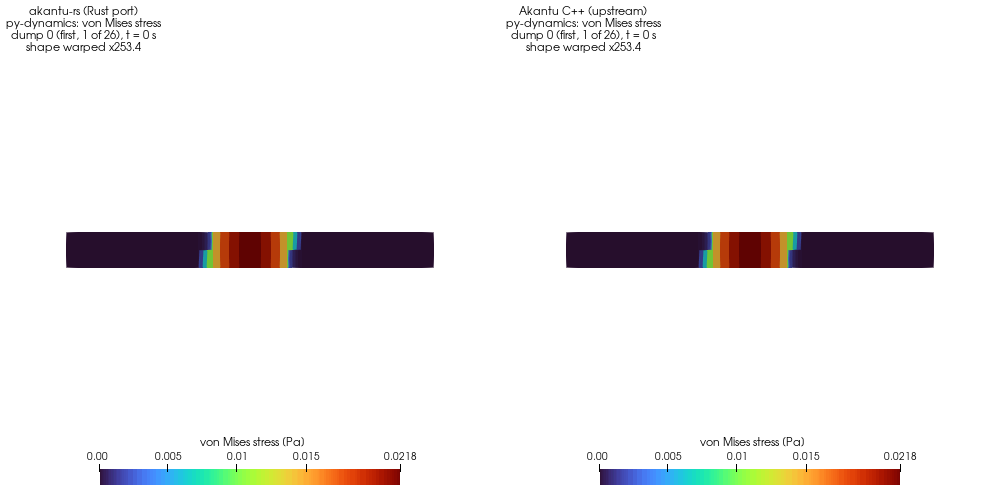 akantu-rs (Rust port)
py-dynamics: von Mises stress
dump 0 (first, 1 of 26), t = 0 s
shape warped x253.4
Akantu C++ (upstream)
py-dynamics: von Mises stress
dump 0 (first, 1 of 26), t = 0 s
shape warped x253.4
von Mises stress (Pa)
0.00 0.005 0.01 0.015 0.0218
von Mises stress (Pa)
0.00 0.005 0.01 0.015 0.0218